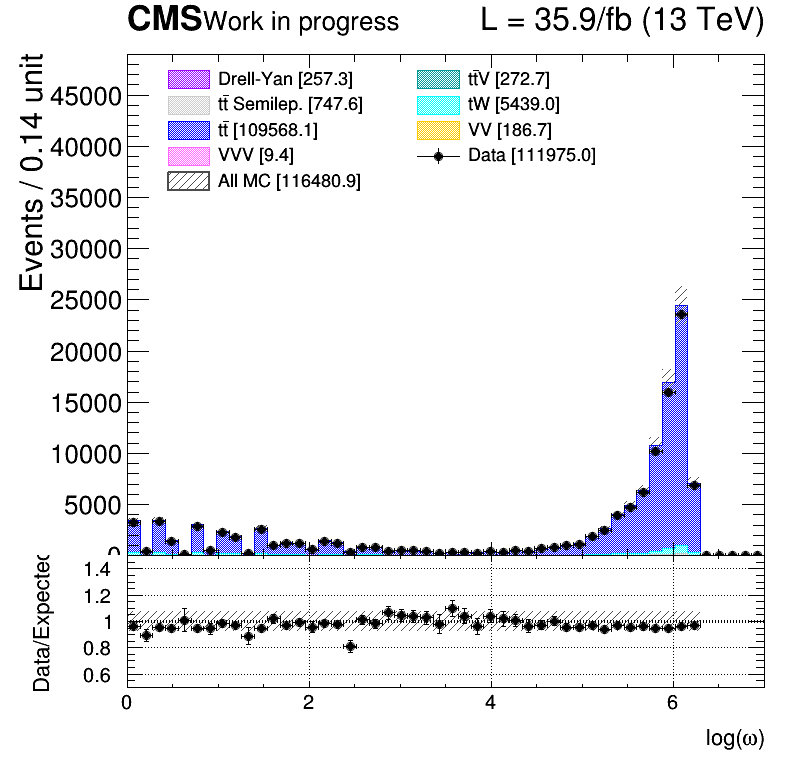 CMS Work in progress L = 35.9/fb (13 TeV)
Events / 0.14 unit
Drell-Yan [257.3]
tt̄ Semilep. [747.6]
tt̄ [109568.1]
VVV [9.4]
All MC [116480.9]
tt̄V [272.7]
tW [5439.0]
VV [186.7]
Data [111975.0]
45000
40000
35000
30000
25000
20000
15000
10000
5000
0
Data/Expected
1.4
1.2
1
0.8
0.6
0 2 4 6
log(ω)